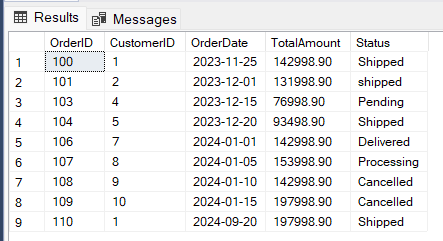 Results Messages
OrderID CustomerID OrderDate TotalAmount Status
1 100 1 2023-11-25 142998.90 Shipped
2 101 2 2023-12-01 131998.90 shipped
3 103 4 2023-12-15 76998.90 Pending
4 104 5 2023-12-20 93498.90 Shipped
5 106 7 2024-01-01 142998.90 Delivered
6 107 8 2024-01-05 153998.90 Processing
7 108 9 2024-01-10 142998.90 Cancelled
8 109 10 2024-01-15 197998.90 Cancelled
9 110 1 2024-09-20 197998.90 Shipped